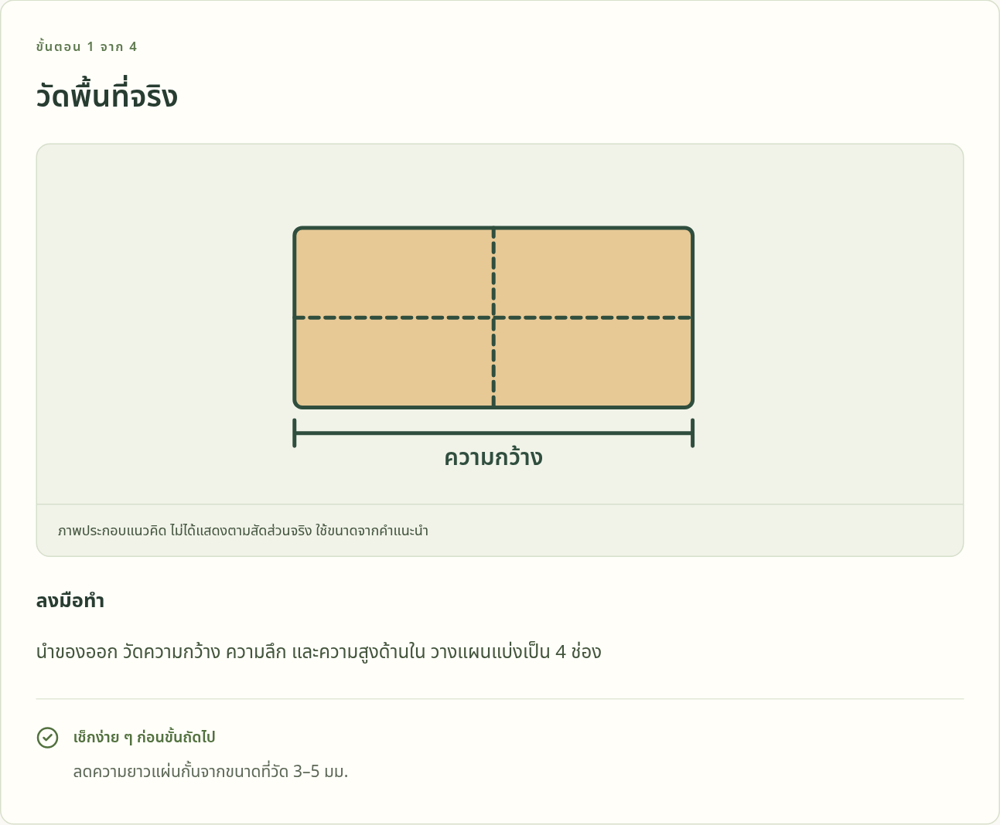 ขั้นตอน 1 จาก 4
วัดพื้นที่จริง
ความกว้าง
ภาพประกอบแนวคิด ไม่ได้แสดงตามสัดส่วนจริง ใช้ขนาดจากคำแนะนำ
ลงมือทำ
นำของออก วัดความกว้าง ความลึก และความสูงด้านใน วางแผนแบ่งเป็น 4 ช่อง
เช็กง่าย ๆ ก่อนขั้นถัดไป
ลดความยาวแผ่นกั้นจากขนาดที่วัด 3–5 มม.